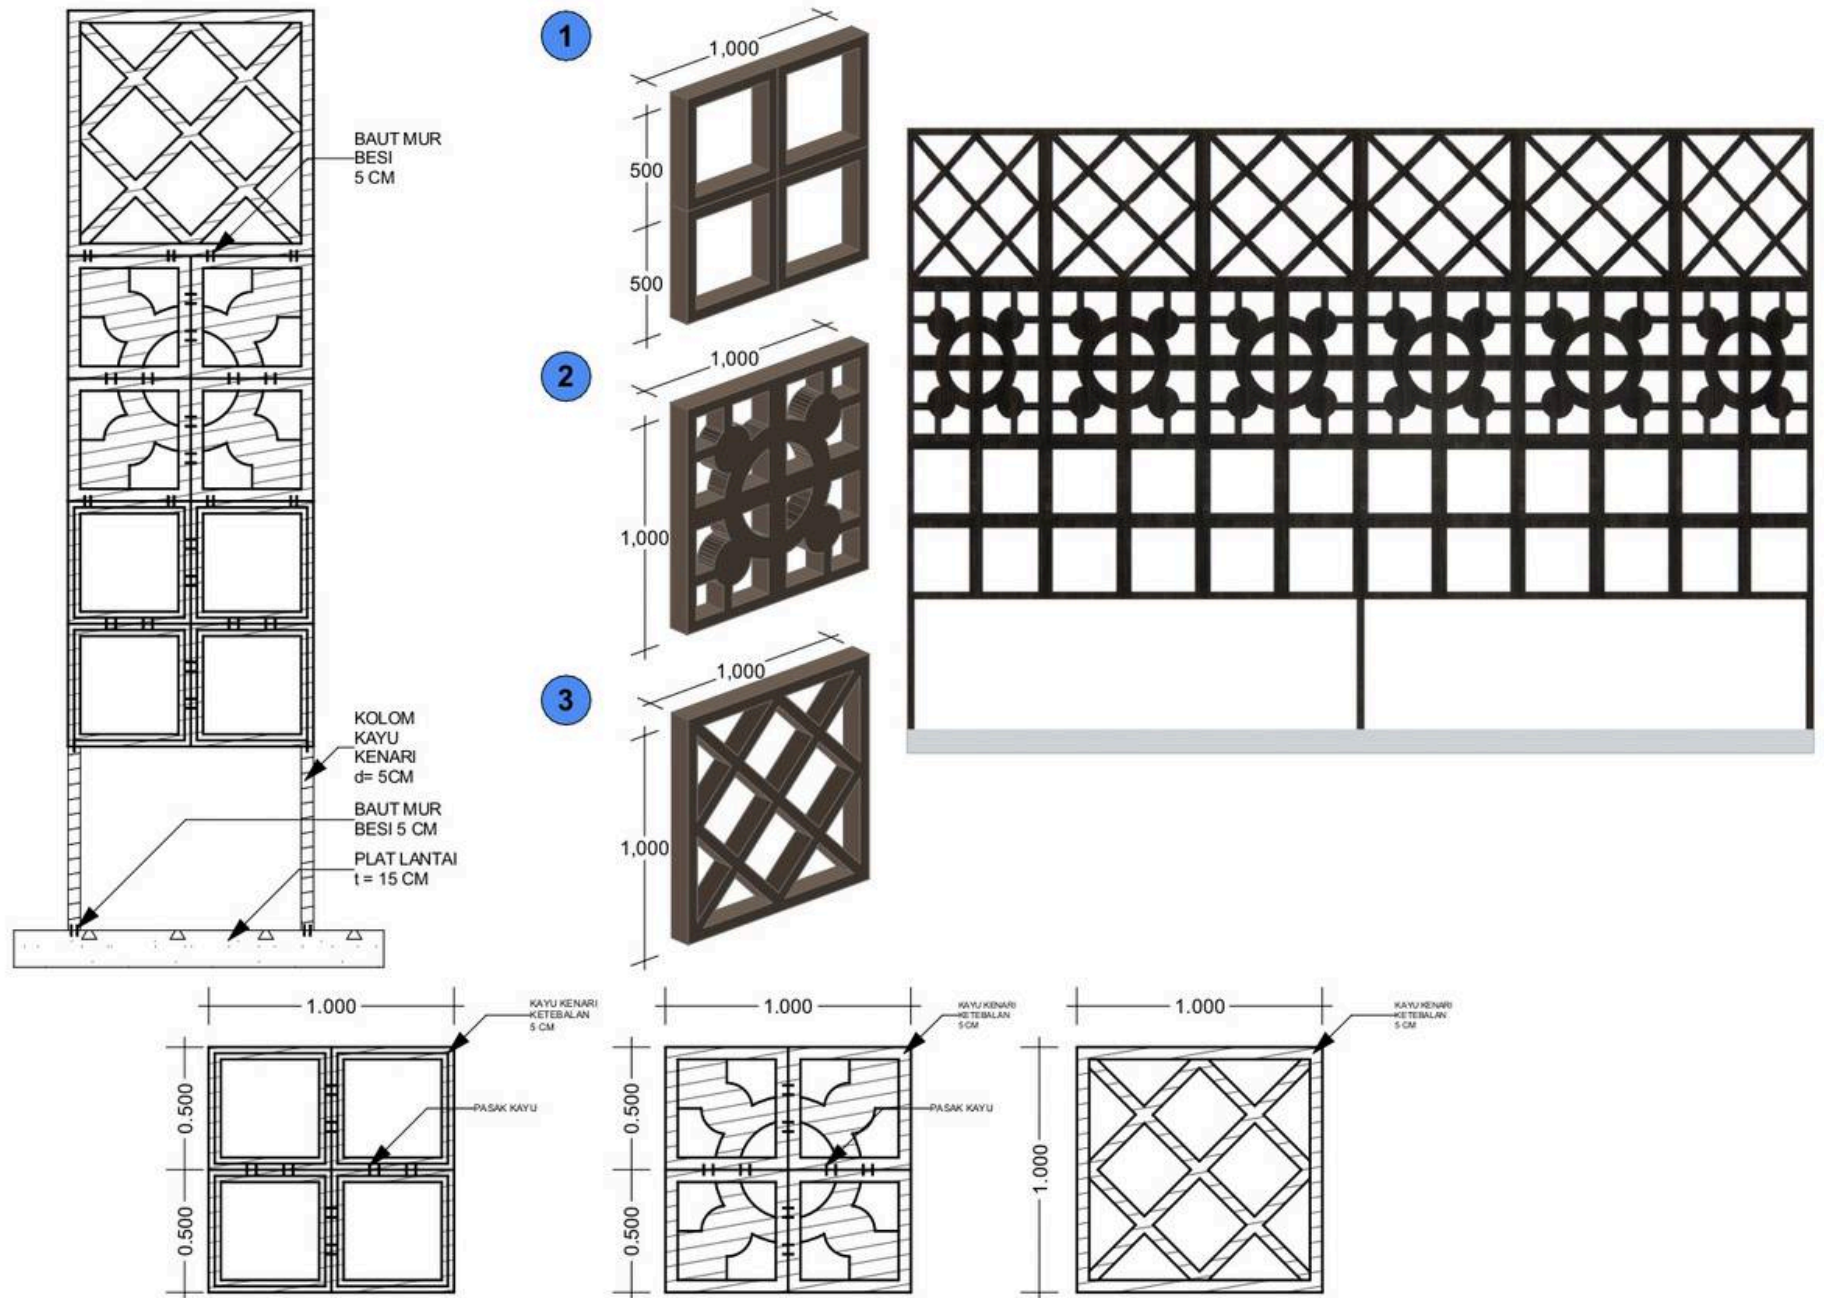 BAUT MUR
BESI
5 CM
KOLOM
KAYU
KENARI
d= 5CM
BAUT MUR
BESI 5 CM
PLAT LANTAI
t = 15 CM
1
1,000
500
500
2
1,000
1,000
3
1,000
1,000
1.000
0.500
0.500
KAYU KENARI
KETEBALAN
5 CM
PASAK KAYU
1.000
0.500
0.500
KAYU KENARI
KETEBALAN
5 CM
PASAK KAYU
1.000
1.000
KAYU KENARI
KETEBALAN
5 CM